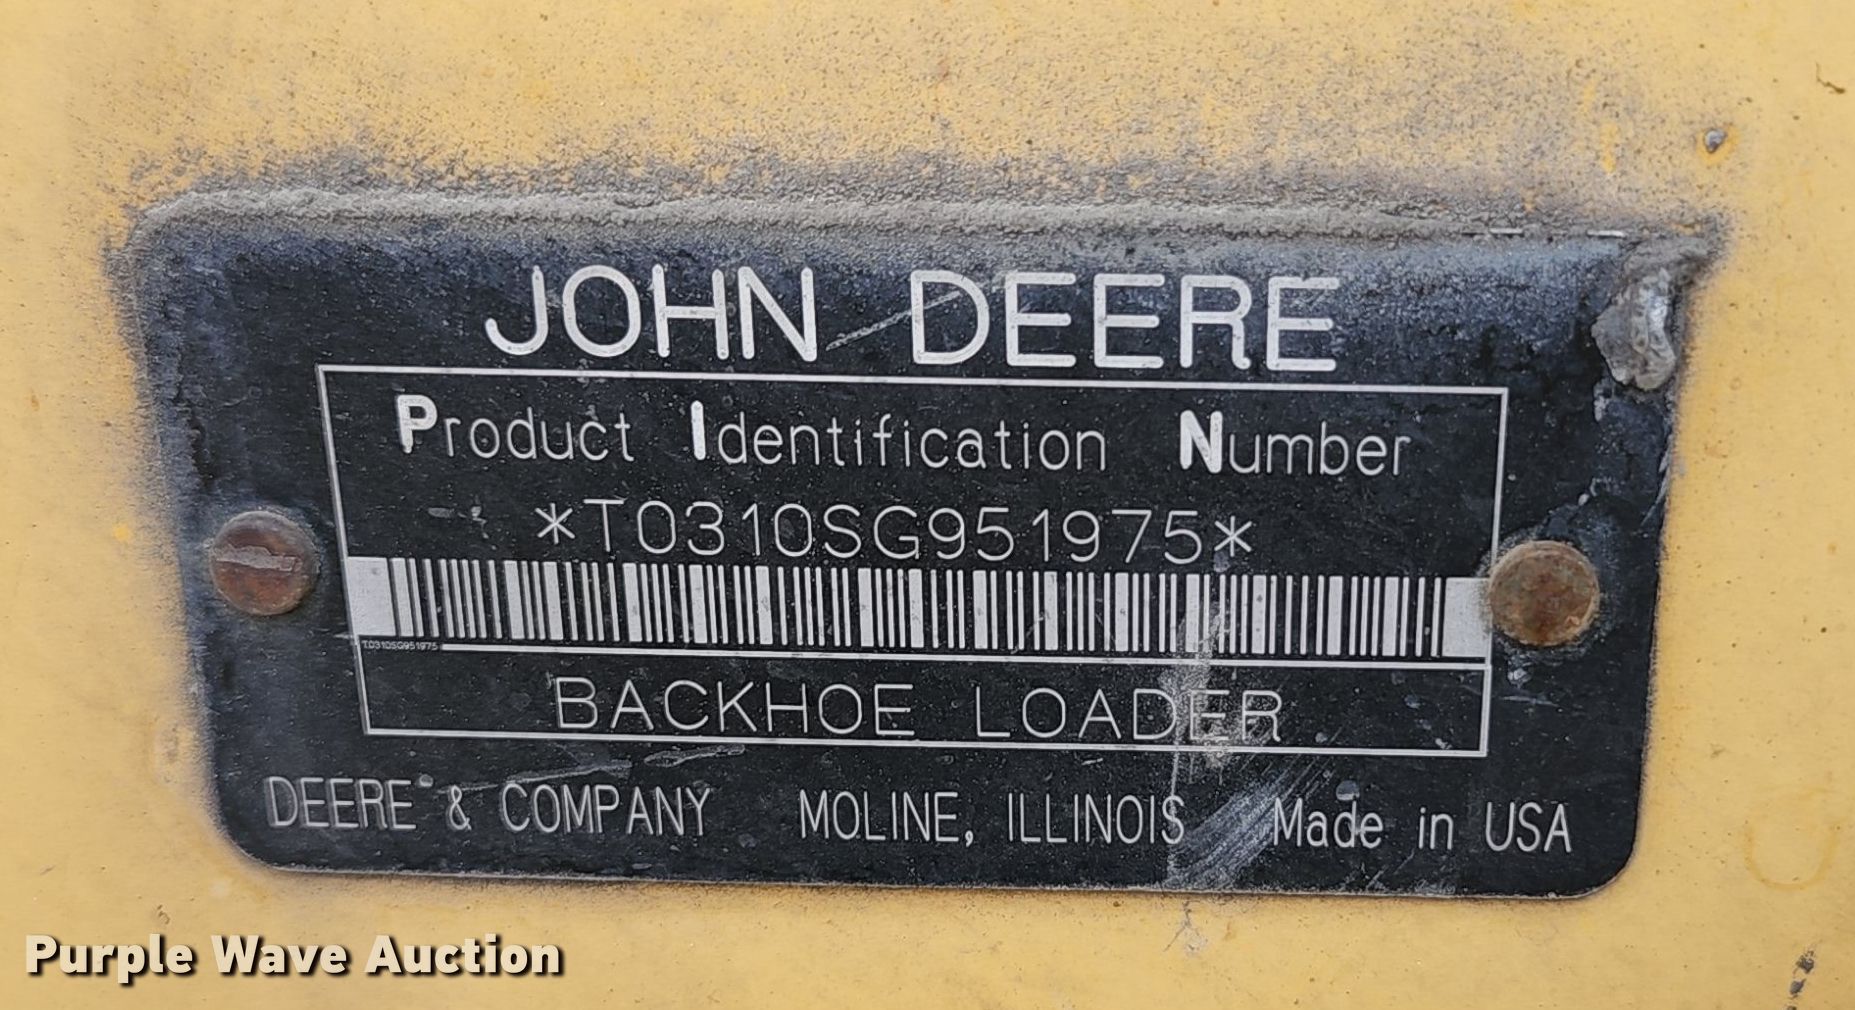 JOHN DEERE
Product Identification Number
*T0310SG951975*
T0310SG951975
BACKHOE LOADER
DEERE & COMPANY MOLINE, ILLINOIS Made in USA
Purple Wave Auction